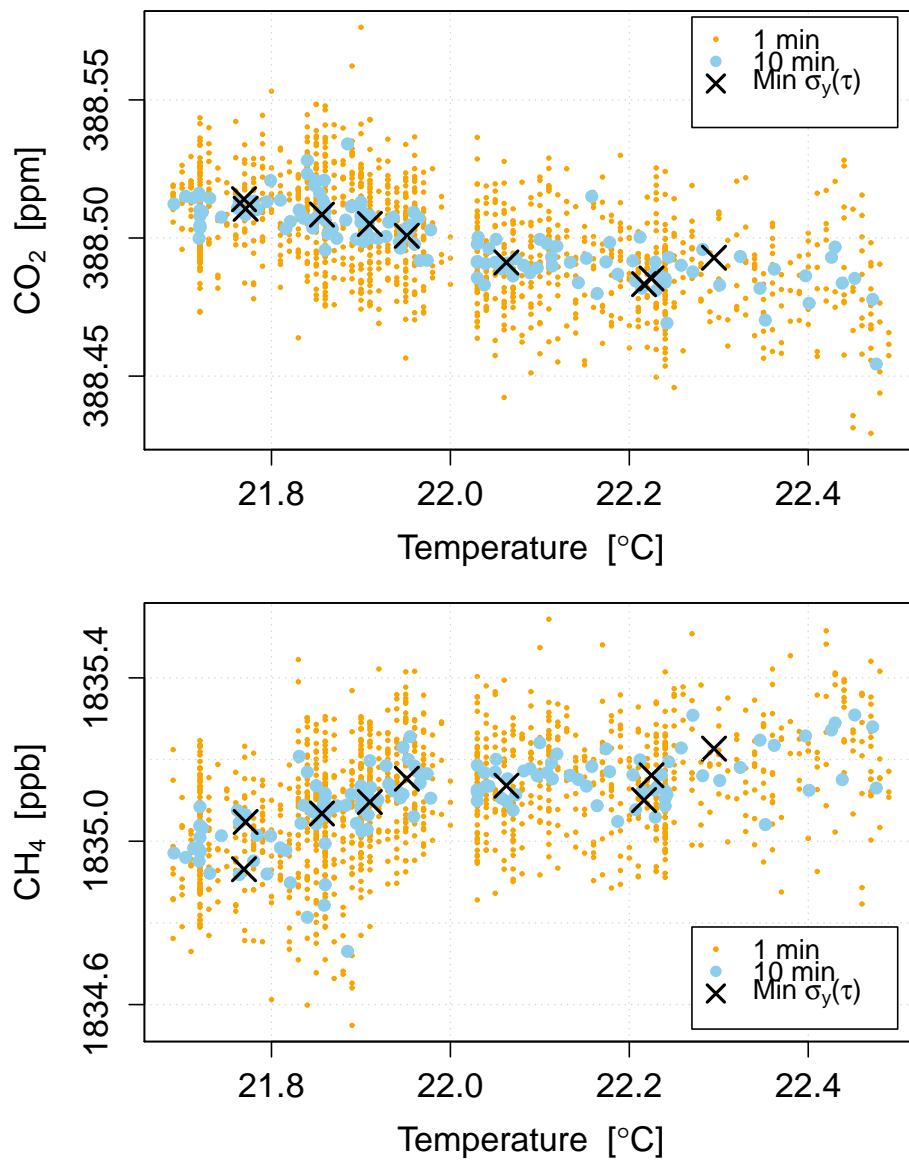 CO₂ [ppm]
388.55
388.50
388.45
1 min
10 min
Min σy(τ)
21.8 22.0 22.2 22.4
Temperature [°C]
CH₄ [ppb]
1835.4
1835.0
1834.6
1 min
10 min
Min σy(τ)
21.8 22.0 22.2 22.4
Temperature [°C]